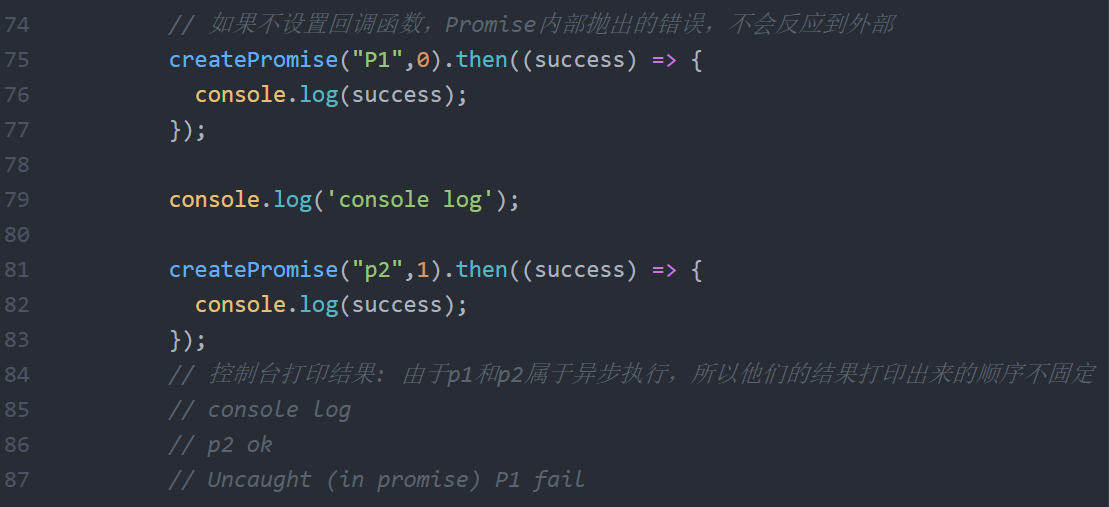 74 // 如果不设置回调函数，Promise内部抛出的错误，不会反应到外部
75 createPromise("P1",0).then((success) => {
76 console.log(success);
77 });
78
79 console.log('console log');
80
81 createPromise("p2",1).then((success) => {
82 console.log(success);
83 });
84 // 控制台打印结果: 由于p1和p2属于异步执行，所以他们的结果打印出来的顺序不固定
85 // console log
86 // p2 ok
87 // Uncaught (in promise) P1 fail